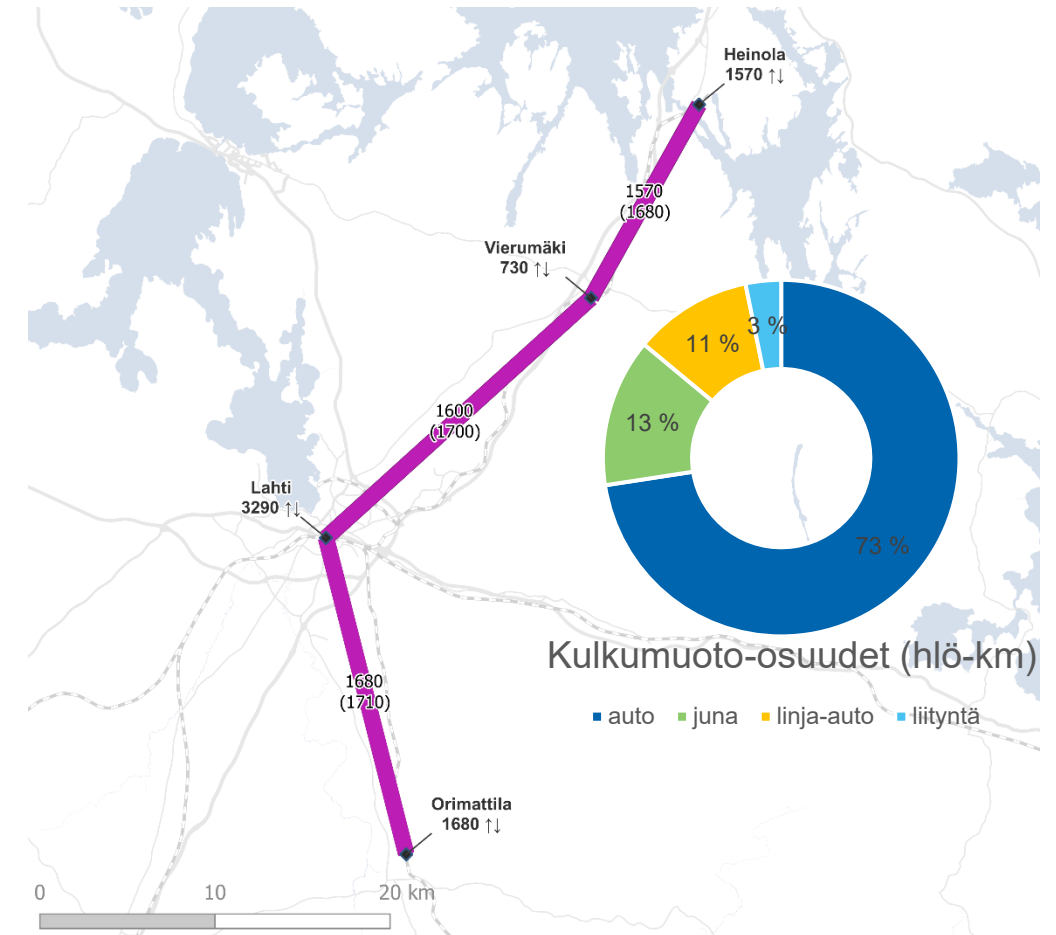 Heinola
1570 ↑↓
1570
(1680)
Vierumäki
730 ↑↓
1600
(1700)
Lahti
3290 ↑↓
1680
(1710)
Orimattila
1680 ↑↓
0 10 20 km
3 %
11 %
13 %
73 %
Kulkumuoto-osuudet (hlö-km)
auto juna linja-auto liityntä